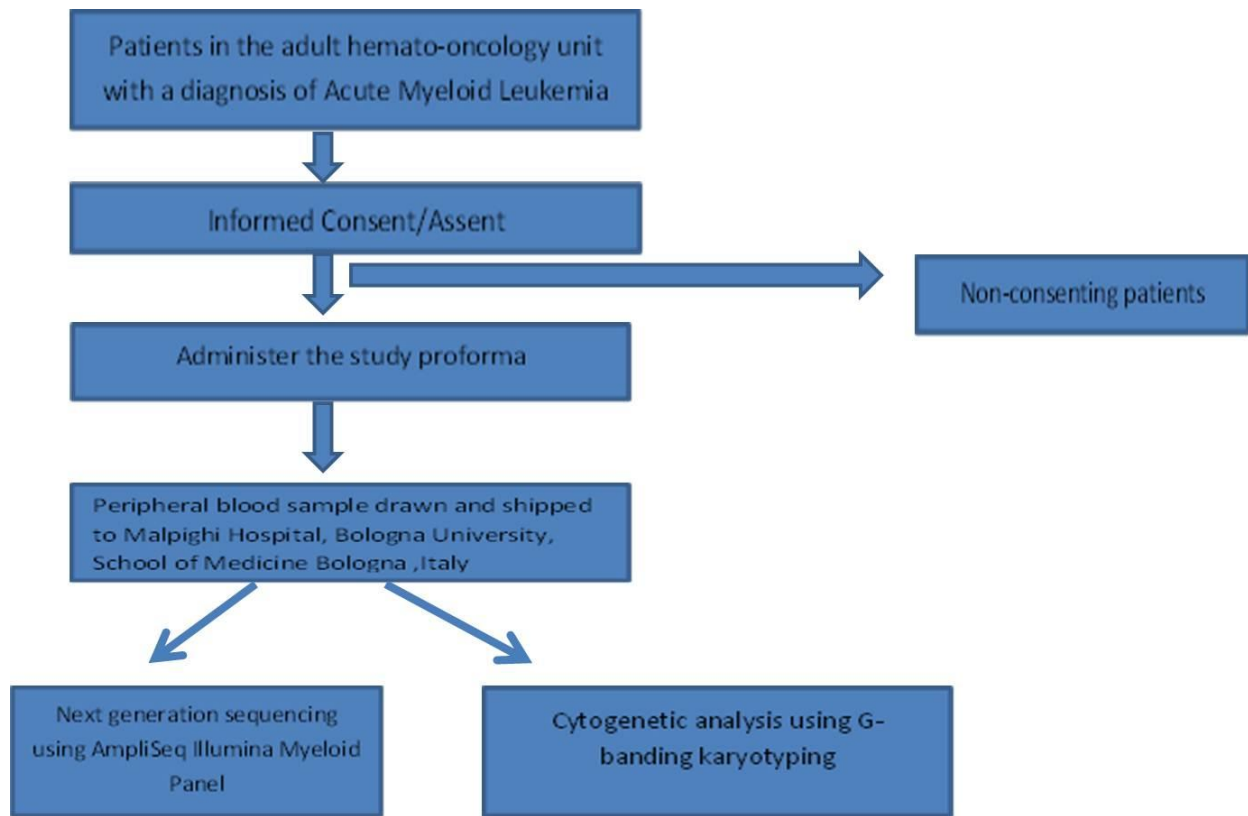 Patients in the adult hemato-oncology unit
with a diagnosis of Acute Myeloid Leukemia
Informed Consent/Assent
Non-consenting patients
Administer the study proforma
Peripheral blood sample drawn and shipped
to Malpighi Hospital, Bologna University,
School of Medicine Bologna ,Italy
Next generation sequencing
using AmpliSeq Illumina Myeloid
Panel
Cytogenetic analysis using G-
banding karyotyping